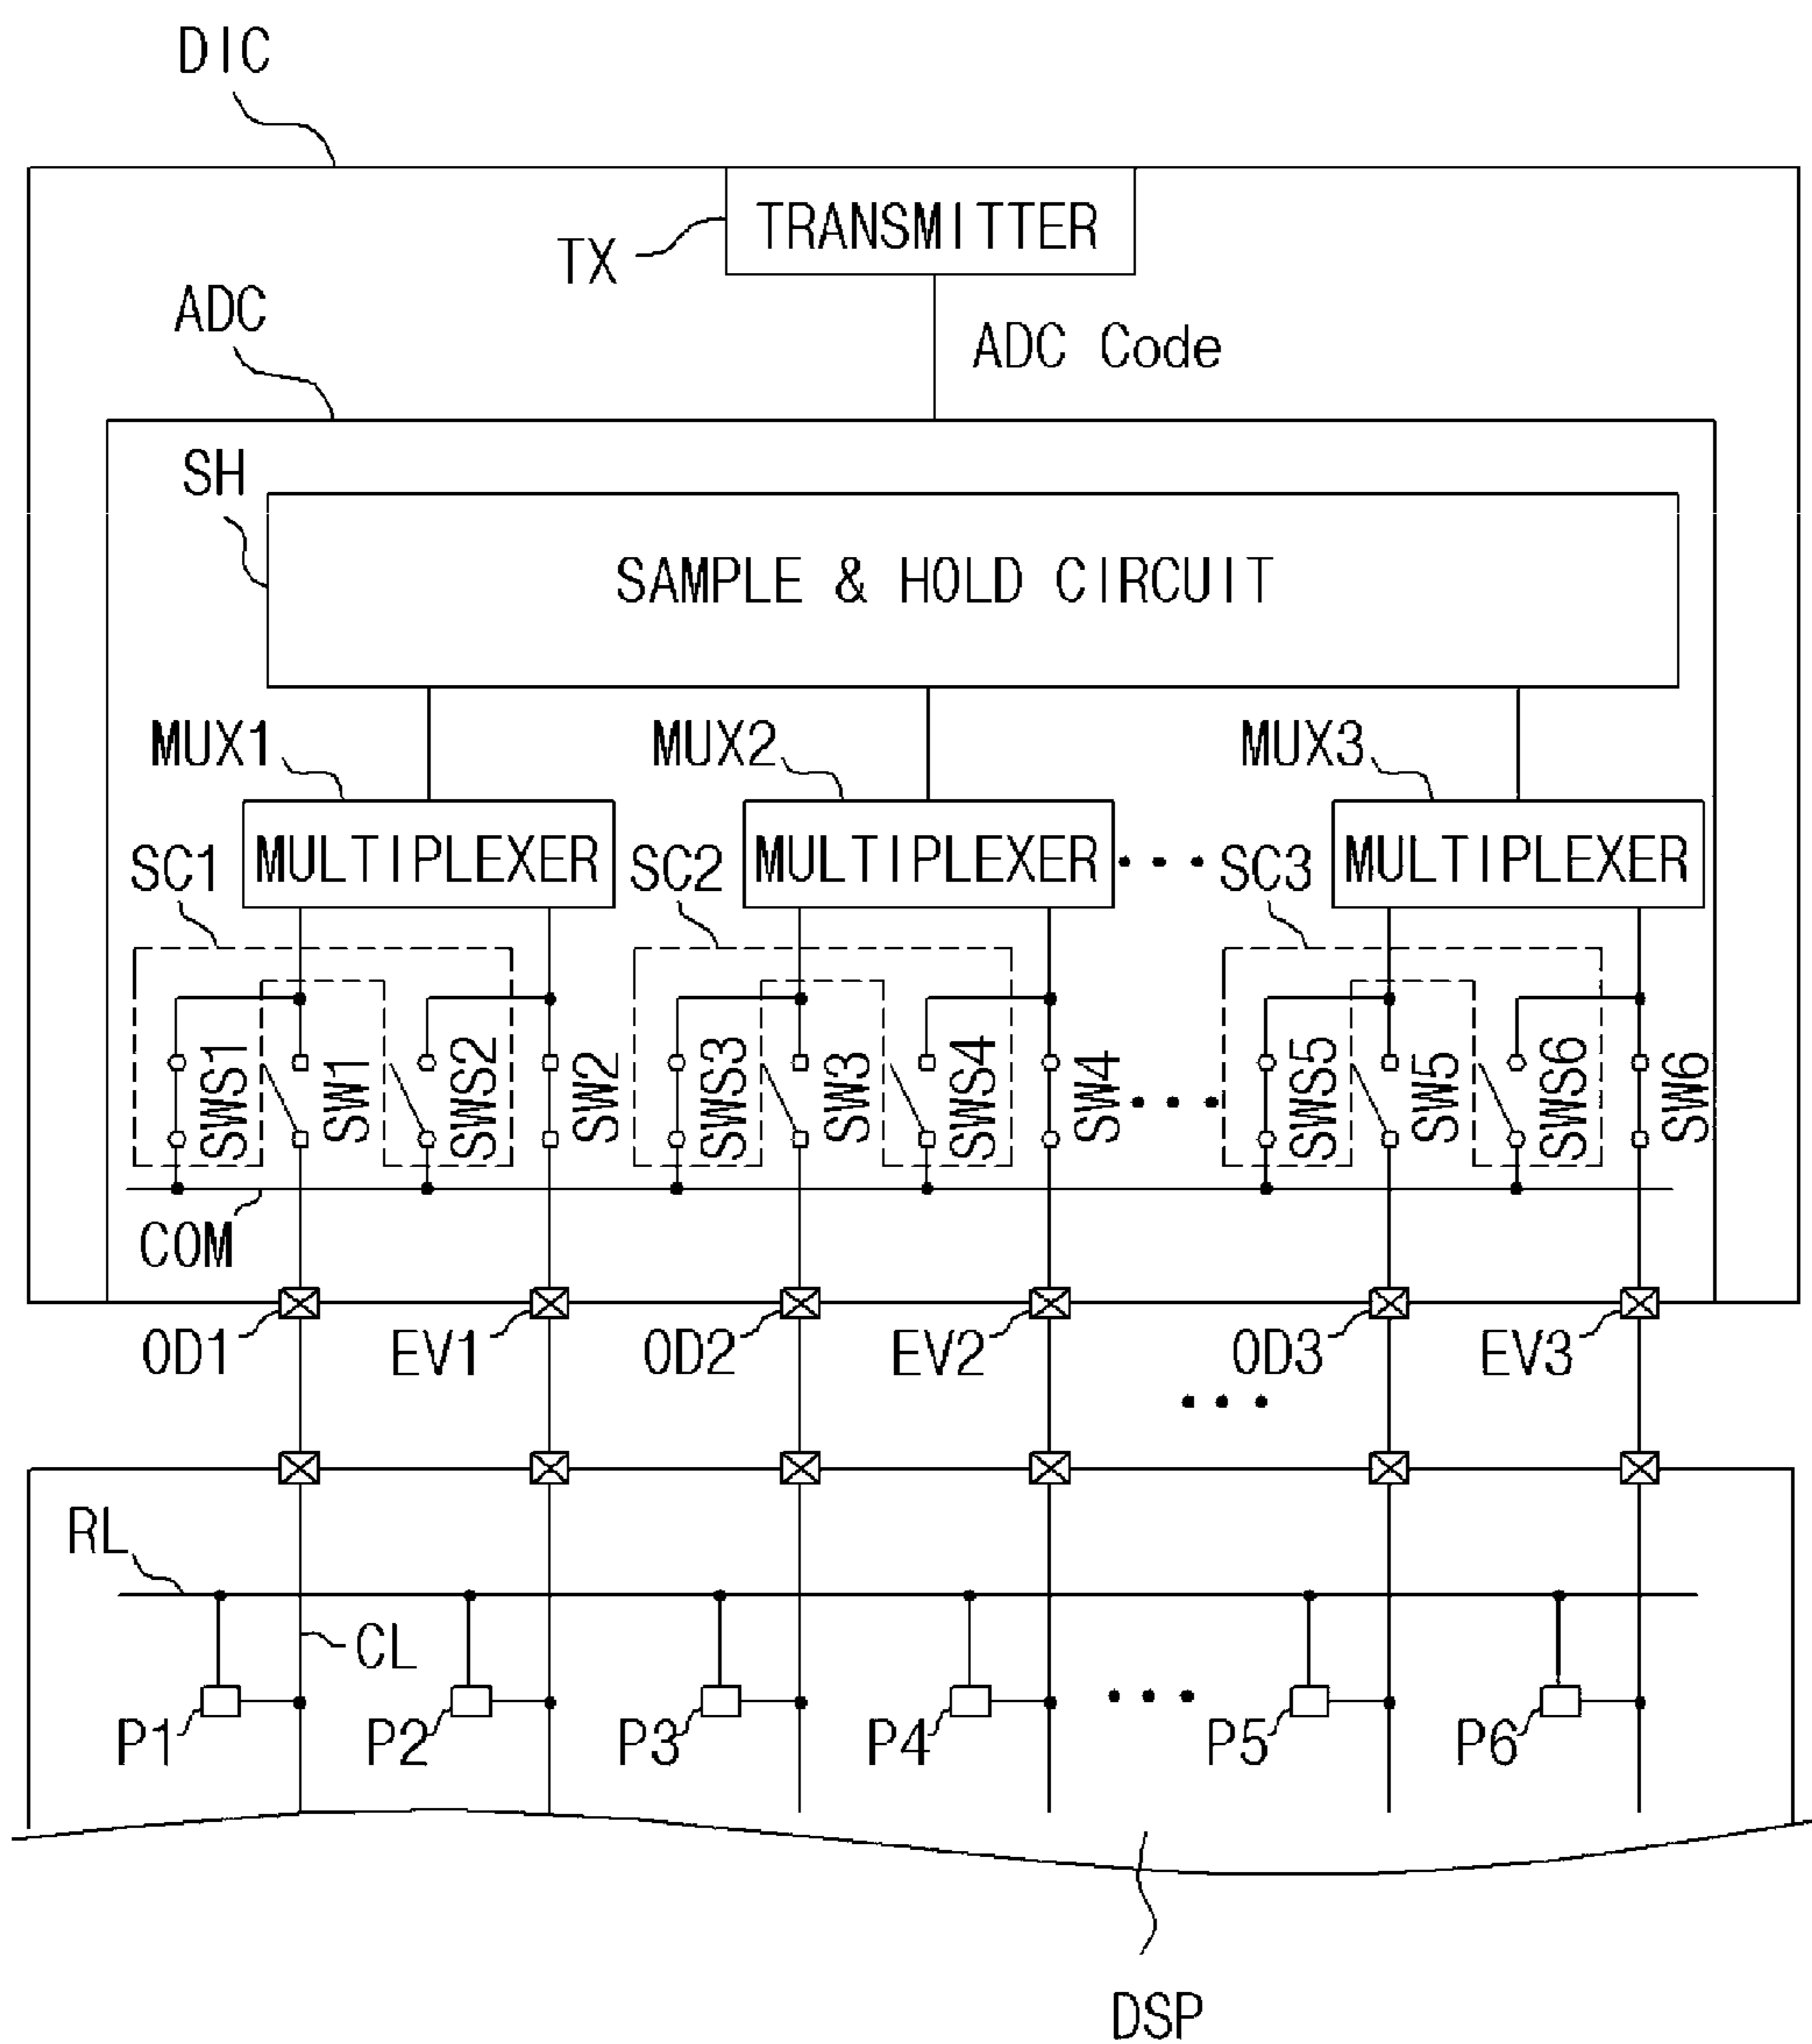 DIC
TRANSMITTER
TX
ADC
ADC Code
SH
SAMPLE & HOLD CIRCUIT
MUX1 MUX2 MUX3
MULTIPLEXER MULTIPLEXER MULTIPLEXER
SC1 SC2 SC3
SWS1 SW1 SWS2 SW2 SWS3 SW3 SWS4 SW4 SWS5 SW5 SWS6 SW6
COM
OD1 EV1 OD2 EV2 OD3 EV3
RL
CL
P1 P2 P3 P4 P5 P6
DSP